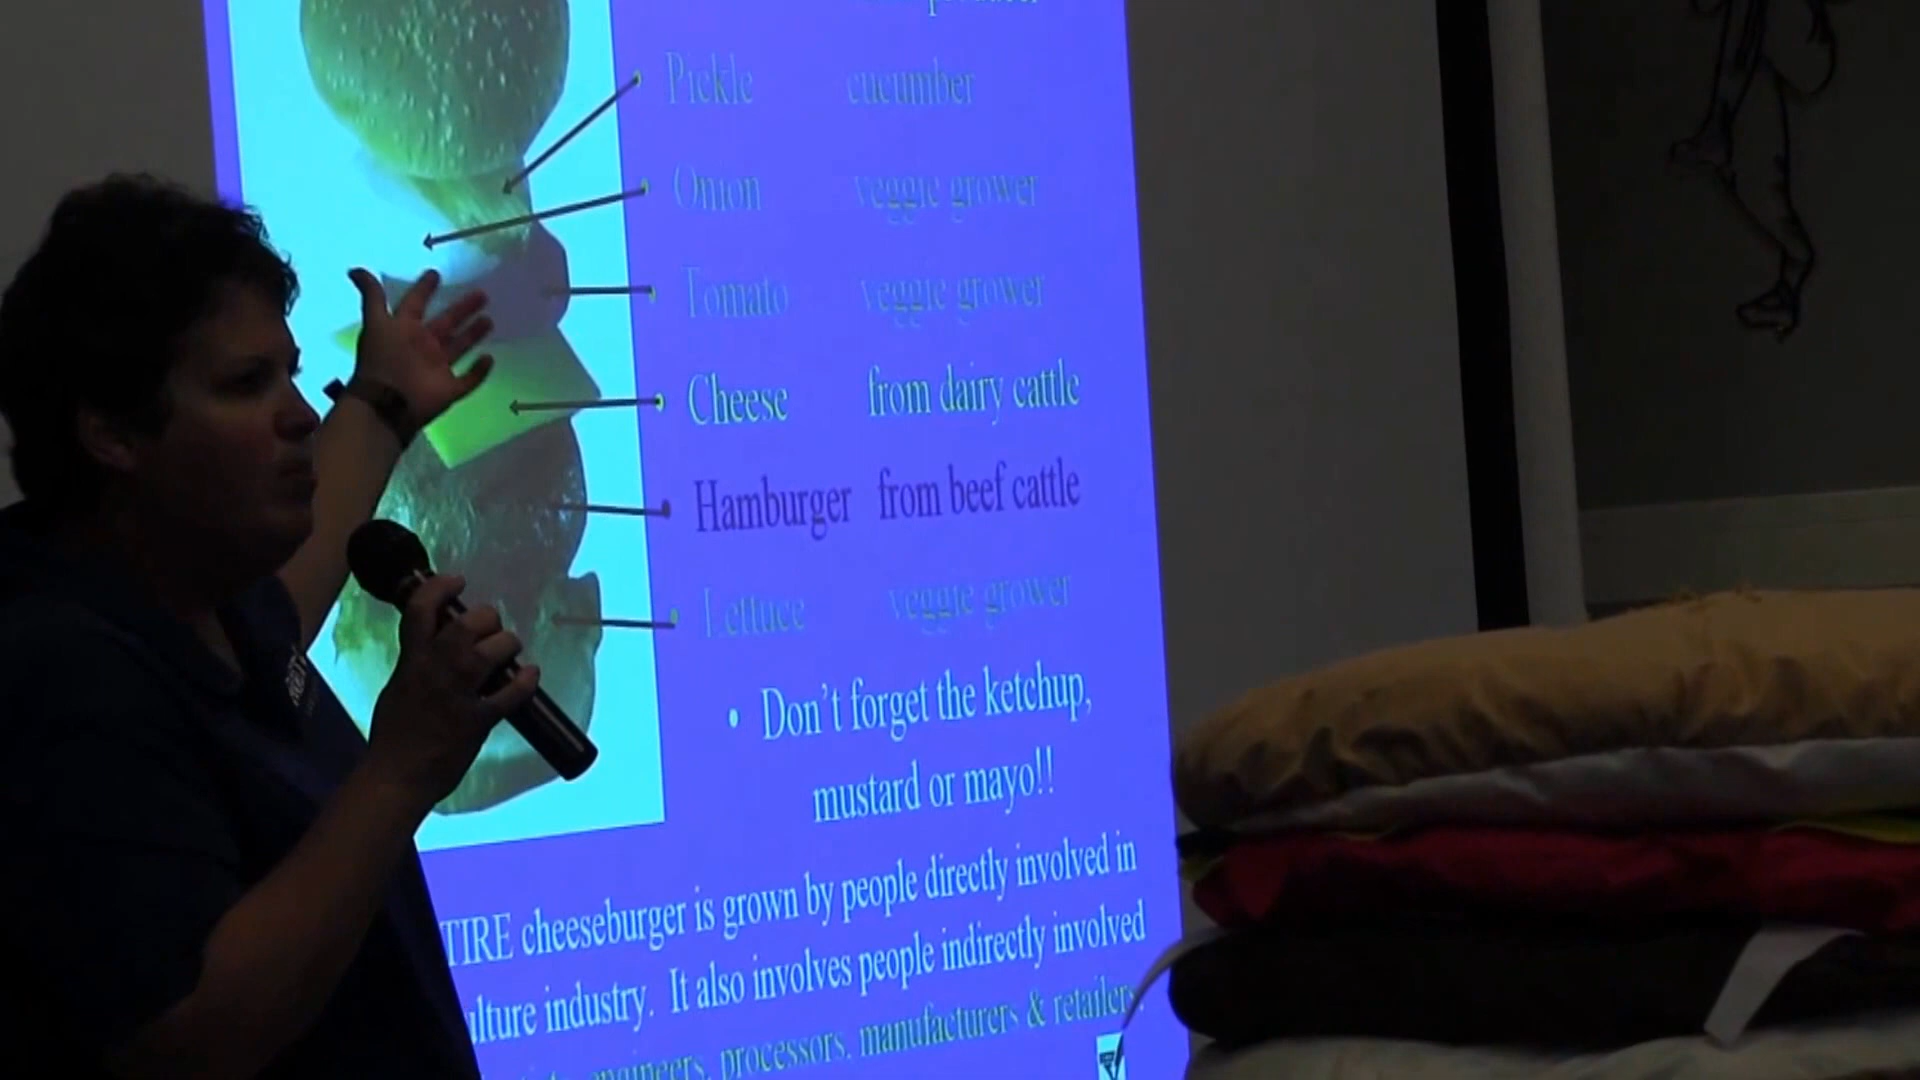 Pickle cucumber
Onion veggie grower
Tomato veggie grower
Cheese from dairy cattle
Hamburger from beef cattle
Lettuce veggie grower
• Don't forget the ketchup,
mustard or mayo!!
TIRE cheeseburger is grown by people directly involved in
ulture industry. It also involves people indirectly involved
engineers, processors, manufacturers & retailers.